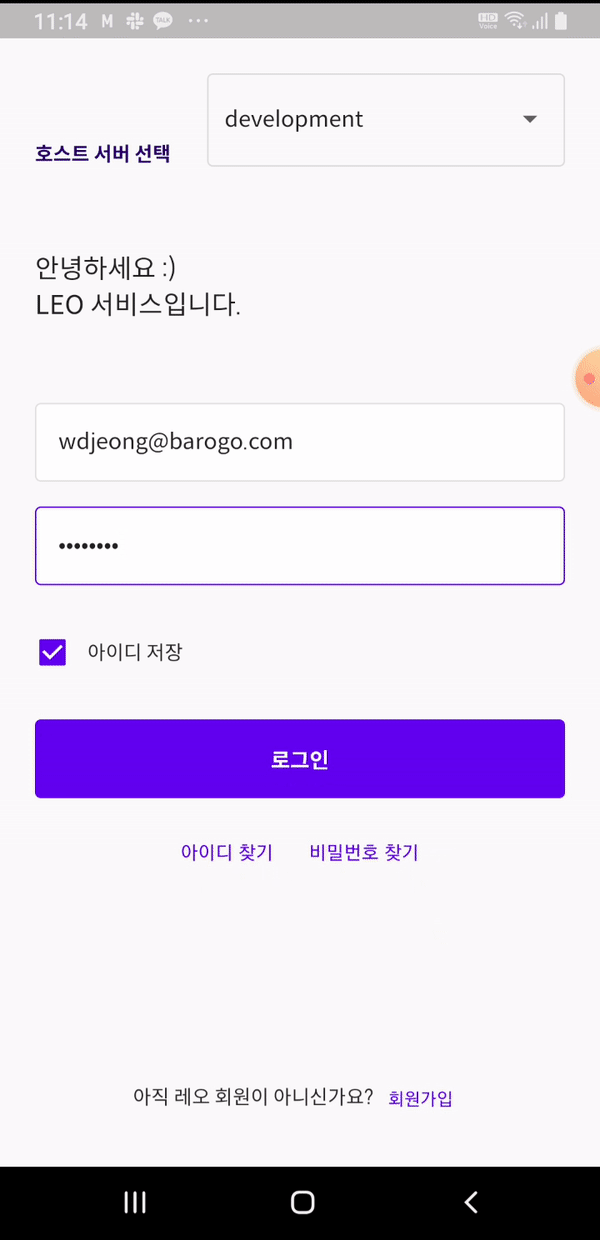 11:14
M
TALK
HD
Voice
development
호스트 서버 선택
안녕하세요 :)
LEO 서비스입니다.
wdjeong@barogo.com
••••••••
아이디 저장
로그인
아이디 찾기 비밀번호 찾기
아직 레오 회원이 아니신가요? 회원가입